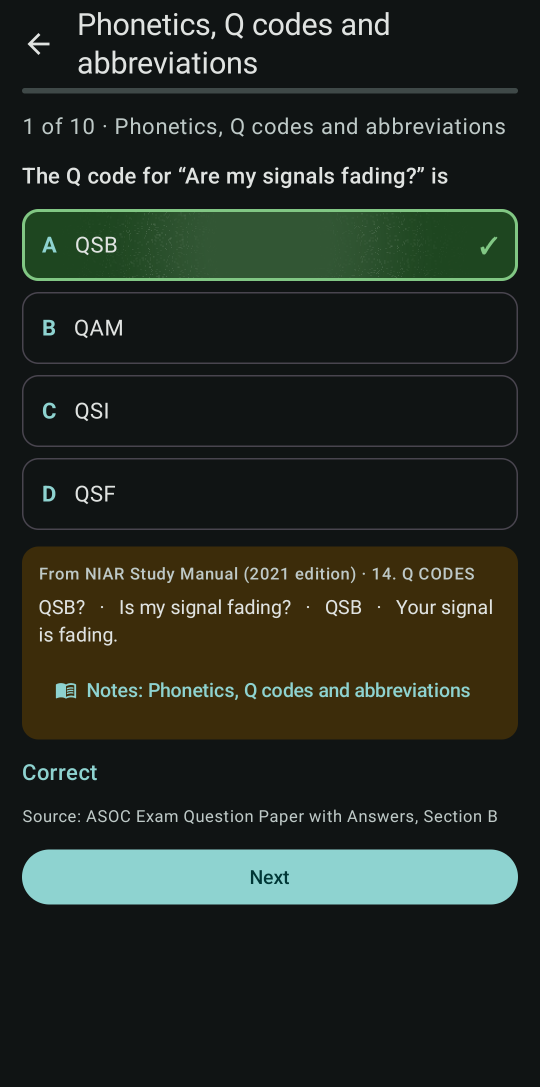 Phonetics, Q codes and
abbreviations
1 of 10 · Phonetics, Q codes and abbreviations
The Q code for “Are my signals fading?” is
A QSB ✓
B QAM
C QSI
D QSF
From NIAR Study Manual (2021 edition) · 14. Q CODES
QSB? · Is my signal fading? · QSB · Your signal
is fading.
Notes: Phonetics, Q codes and abbreviations
Correct
Source: ASOC Exam Question Paper with Answers, Section B
Next